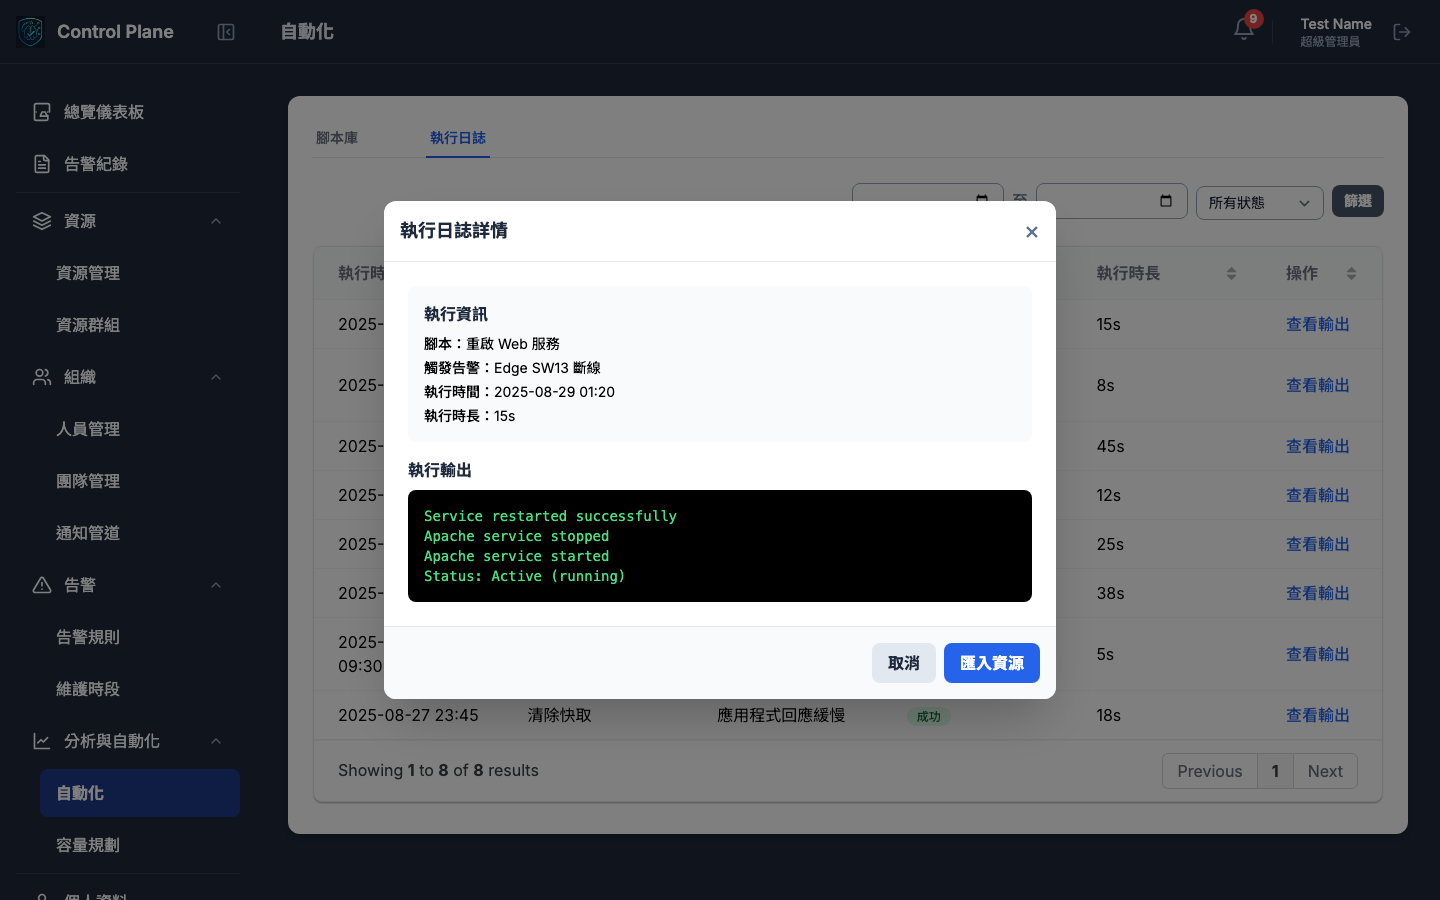 Control Plane
自動化
9
Test Name
超級管理員
總覽儀表板
告警紀錄
資源
資源管理
資源群組
組織
人員管理
團隊管理
通知管道
告警
告警規則
維護時段
分析與自動化
自動化
容量規劃
個人資料
腳本庫
執行日誌
至
所有狀態
篩選
執行時
執行時長
操作
2025-
15s
查看輸出
2025-
8s
查看輸出
2025-
45s
查看輸出
2025-
12s
查看輸出
2025-
25s
查看輸出
2025-
38s
查看輸出
2025-
09:30
5s
查看輸出
2025-08-27 23:45
清除快取
應用程式回應緩慢
成功
18s
查看輸出
Showing 1 to 8 of 8 results
Previous
1
Next
執行日誌詳情
執行資訊
腳本：重啟 Web 服務
觸發告警：Edge SW13 斷線
執行時間：2025-08-29 01:20
執行時長：15s
執行輸出
Service restarted successfully
Apache service stopped
Apache service started
Status: Active (running)
取消
匯入資源